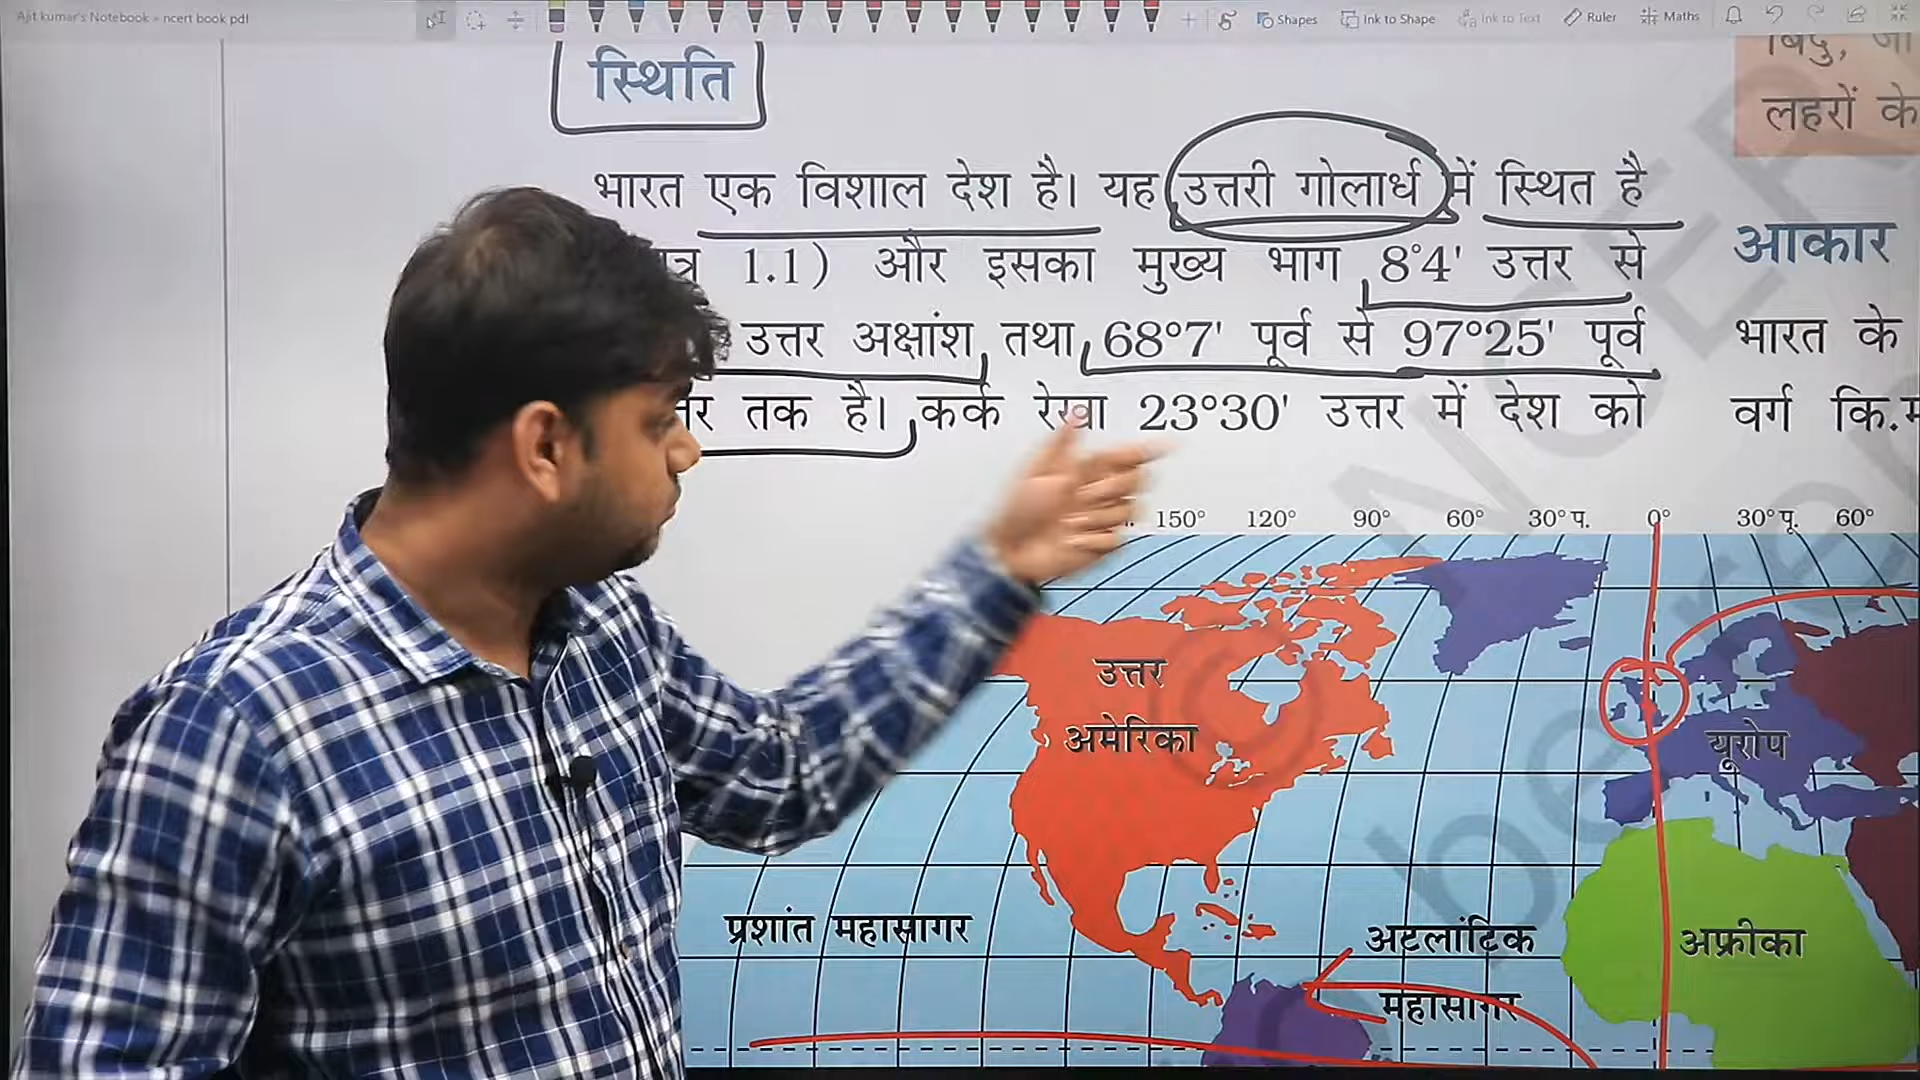 Ajit kumar's Notebook » ncert book pdf
Shapes Ink to Shape Ink to Text Ruler Maths
स्थिति
भारत एक विशाल देश है। यह उत्तरी गोलार्ध में स्थित है
1.1) और इसका मुख्य भाग 8°4' उत्तर से
उत्तर अक्षांश तथा 68°7' पूर्व से 97°25' पूर्व
तक है। कर्क रेखा 23°30' उत्तर में देश को
लहरों के
आकार
भारत के
वर्ग कि.
150° 120° 90° 60° 30° प. 0° 30° पू. 60°
उत्तर
अमेरिका
यूरोप
प्रशांत महासागर
अटलांटिक
महासागर
अफ्रीका
NCER